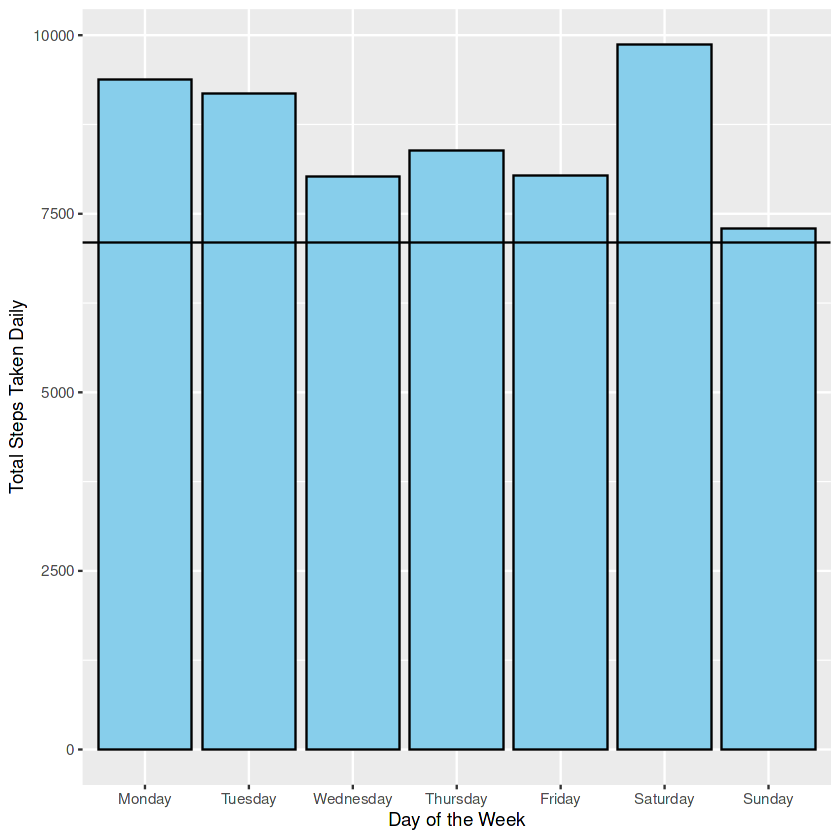 10000
7500
5000
2500
0
Total Steps Taken Daily
Monday Tuesday Wednesday Thursday Friday Saturday Sunday
Day of the Week